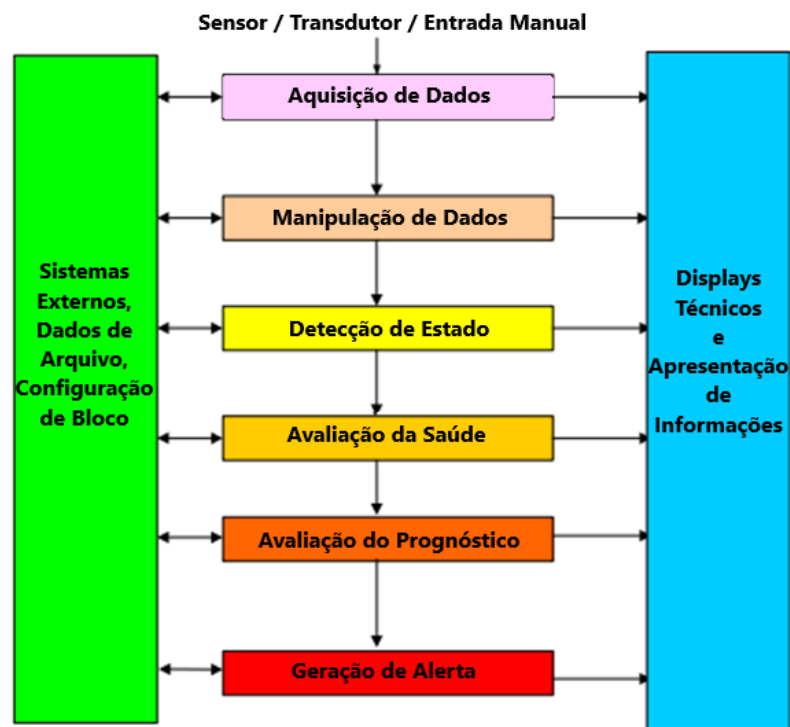 Sensor / Transdutor / Entrada Manual
Aquisição de Dados
Manipulação de Dados
Detecção de Estado
Avaliação da Saúde
Avaliação do Prognóstico
Geração de Alerta
Sistemas
Externos,
Dados de
Arquivo,
Configuração
de Bloco
Displays
Técnicos
e
Apresentação
de
Informações